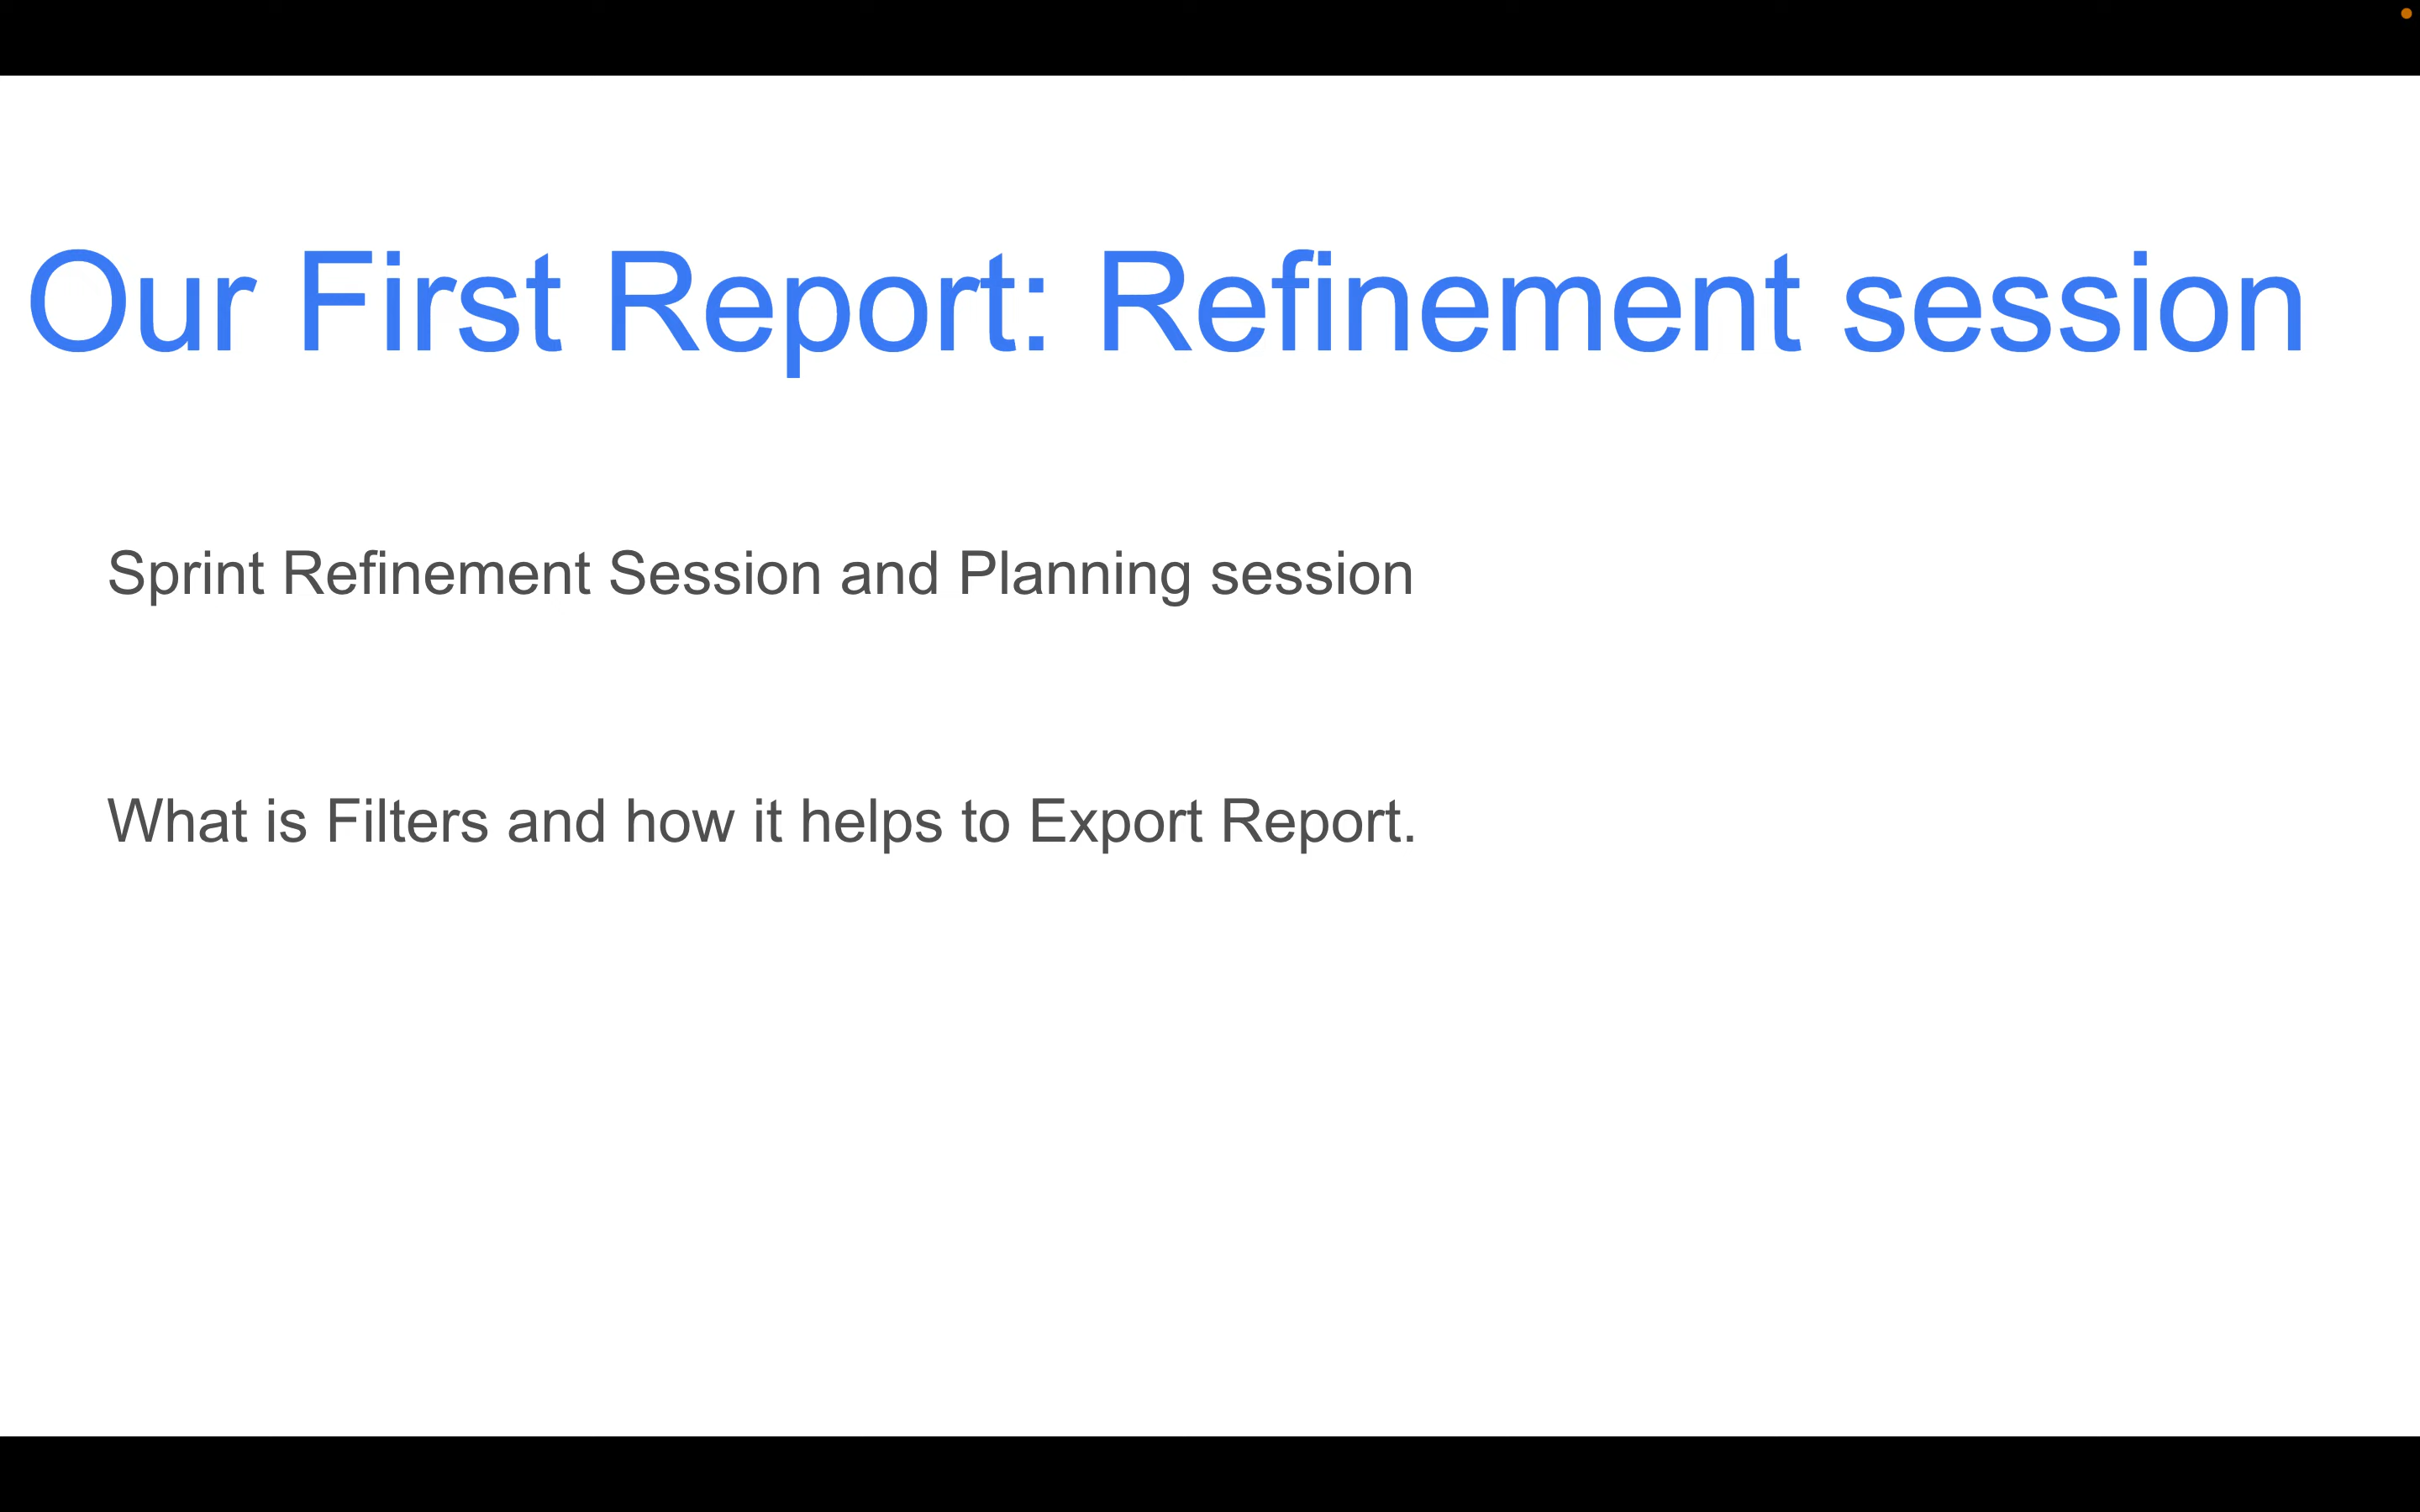 Our First Report: Refinement session
Sprint Refinement Session and Planning session
What is Filters and how it helps to Export Report.